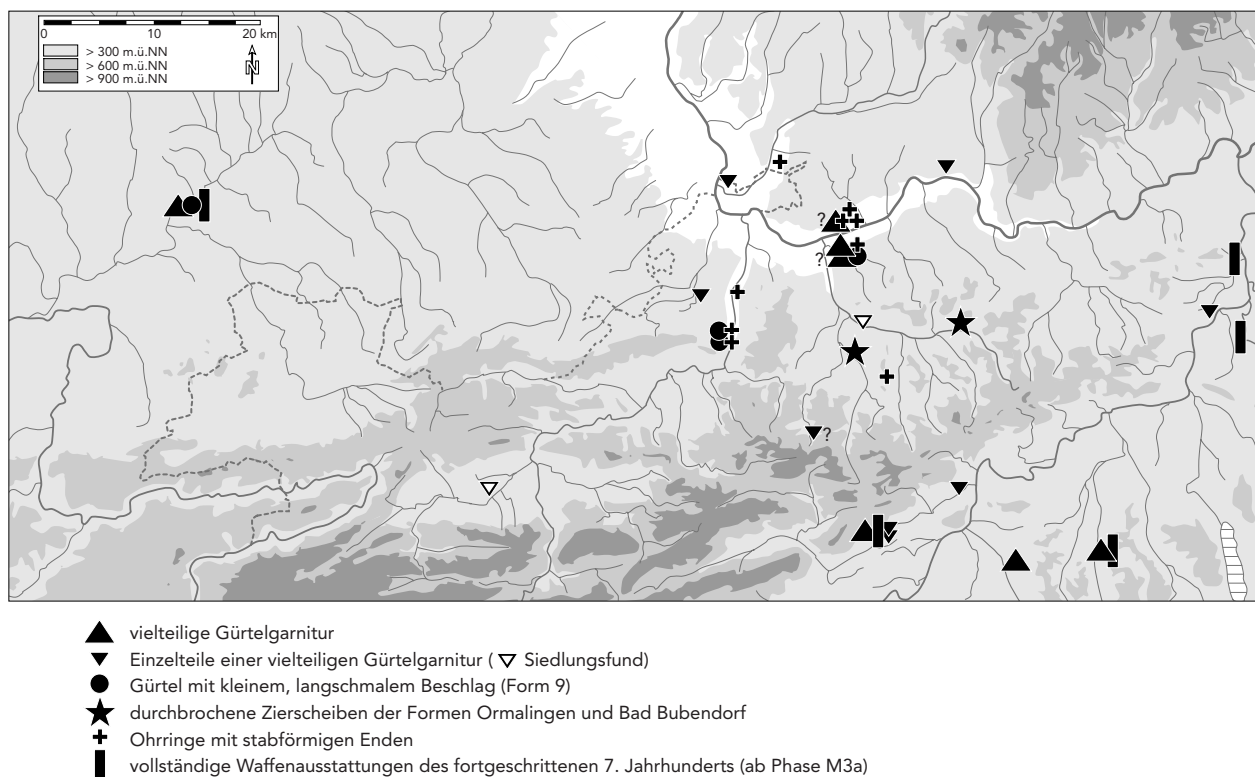 0 10 20 km
> 300 m.ü.NN
> 600 m.ü.NN
> 900 m.ü.NN
N
?
?
?
vielteilige Gürtelgarnitur
Einzelteile einer vielteiligen Gürtelgarnitur ( Siedlungsfund)
Gürtel mit kleinem, langschmalem Beschlag (Form 9)
durchbrochene Zierscheiben der Formen Ormalingen und Bad Bubendorf
Ohrringe mit stabförmigen Enden
vollständige Waffenausstattungen des fortgeschrittenen 7. Jahrhunderts (ab Phase M3a)